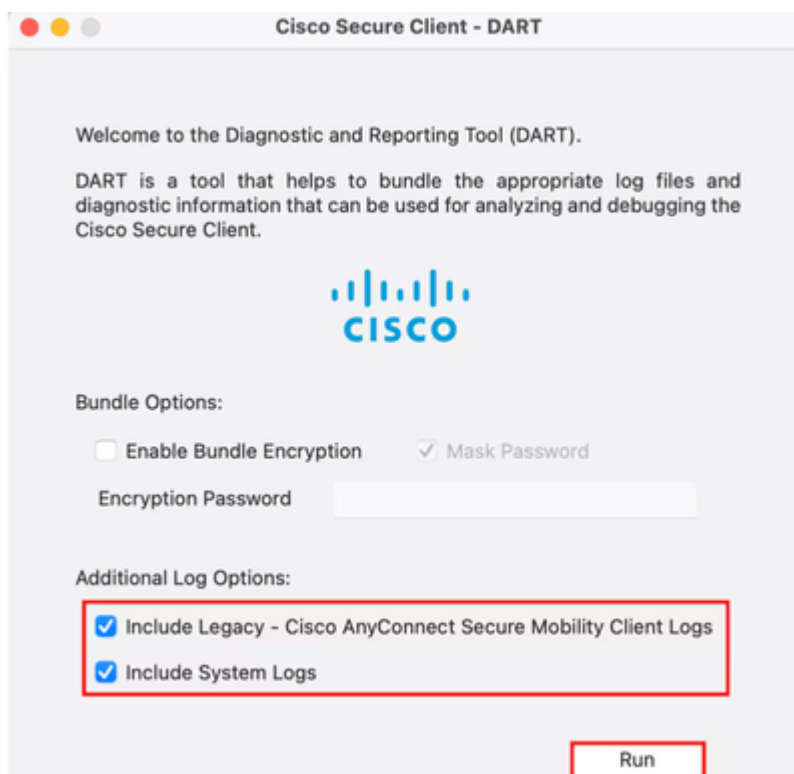 Cisco Secure Client - DART
Welcome to the Diagnostic and Reporting Tool (DART).
DART is a tool that helps to bundle the appropriate log files and
diagnostic information that can be used for analyzing and debugging the
Cisco Secure Client.
CISCO
Bundle Options:
Enable Bundle Encryption Mask Password
Encryption Password
Additional Log Options:
Include Legacy - Cisco AnyConnect Secure Mobility Client Logs
Include System Logs
Run